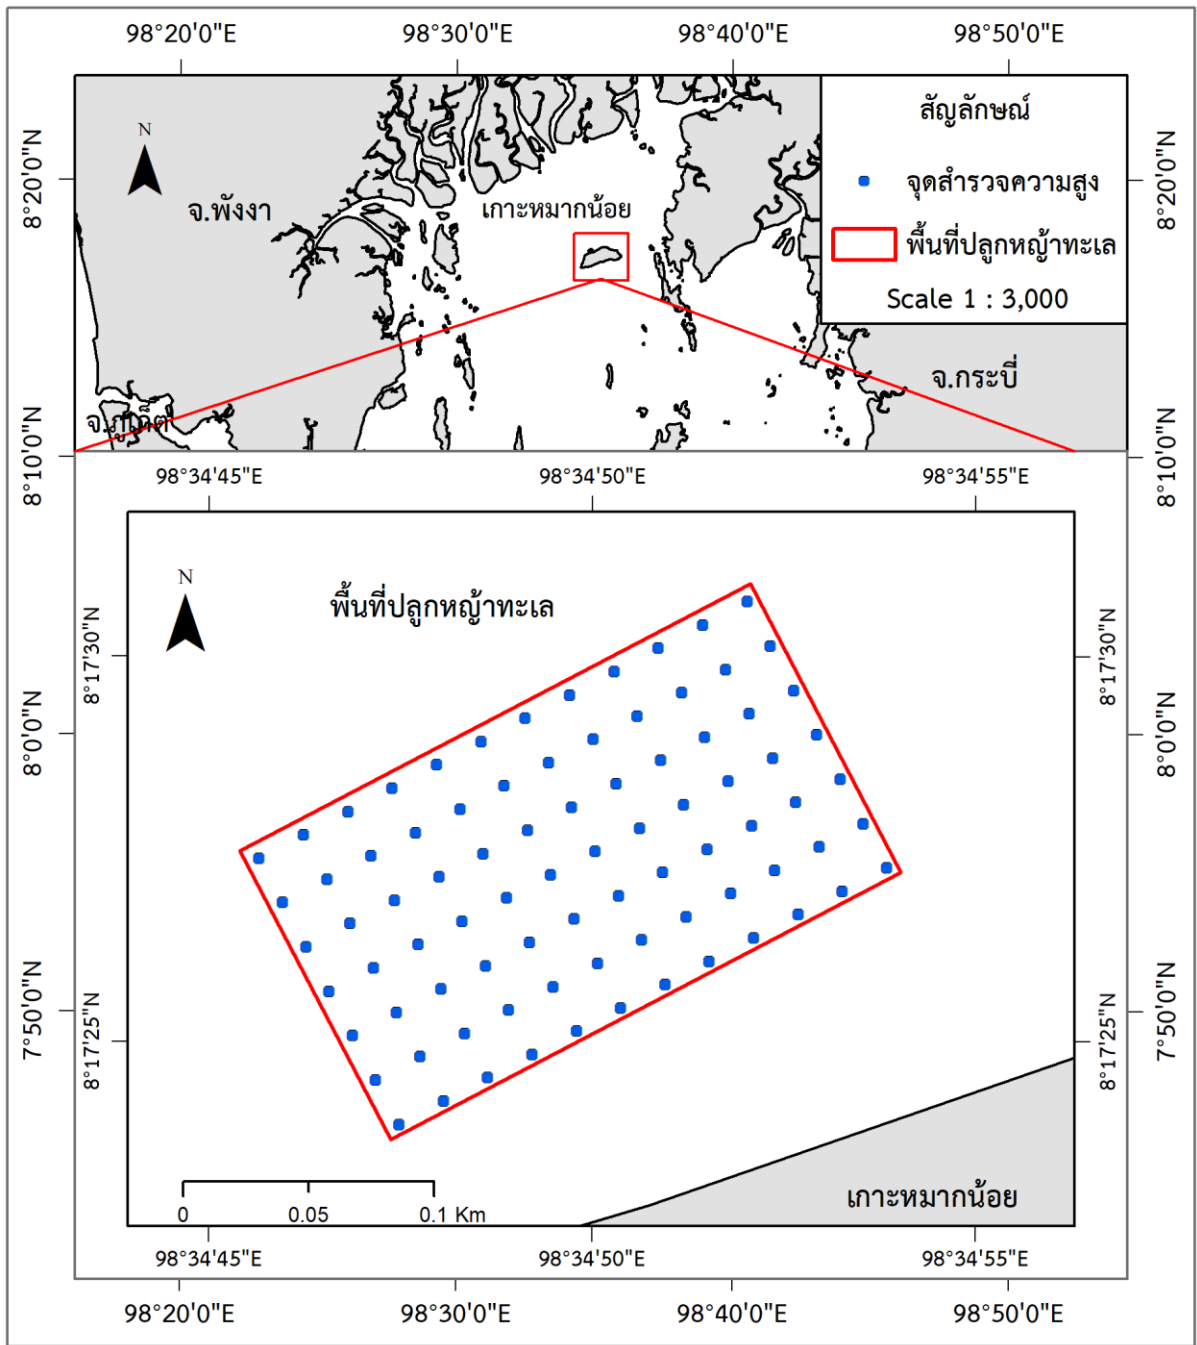 98°20'0"E 98°30'0"E 98°40'0"E 98°50'0"E
สัญลักษณ์
จุดสำรวจความสูง
พื้นที่ปลูกหญ้าทะเล
Scale 1 : 3,000
N
8°20'0"N
8°20'0"N
จ.พังงา
เกาะหมากน้อย
จ.กระบี่
จ.ภูเก็ต
8°10'0"N
8°10'0"N
98°34'45"E 98°34'50"E 98°34'55"E
N
พื้นที่ปลูกหญ้าทะเล
8°17'30"N
8°17'30"N
8°0'0"N
8°0'0"N
7°50'0"N
8°17'25"N
8°17'25"N
7°50'0"N
เกาะหมากน้อย
0 0.05 0.1 Km
98°34'45"E 98°34'50"E 98°34'55"E
98°20'0"E 98°30'0"E 98°40'0"E 98°50'0"E